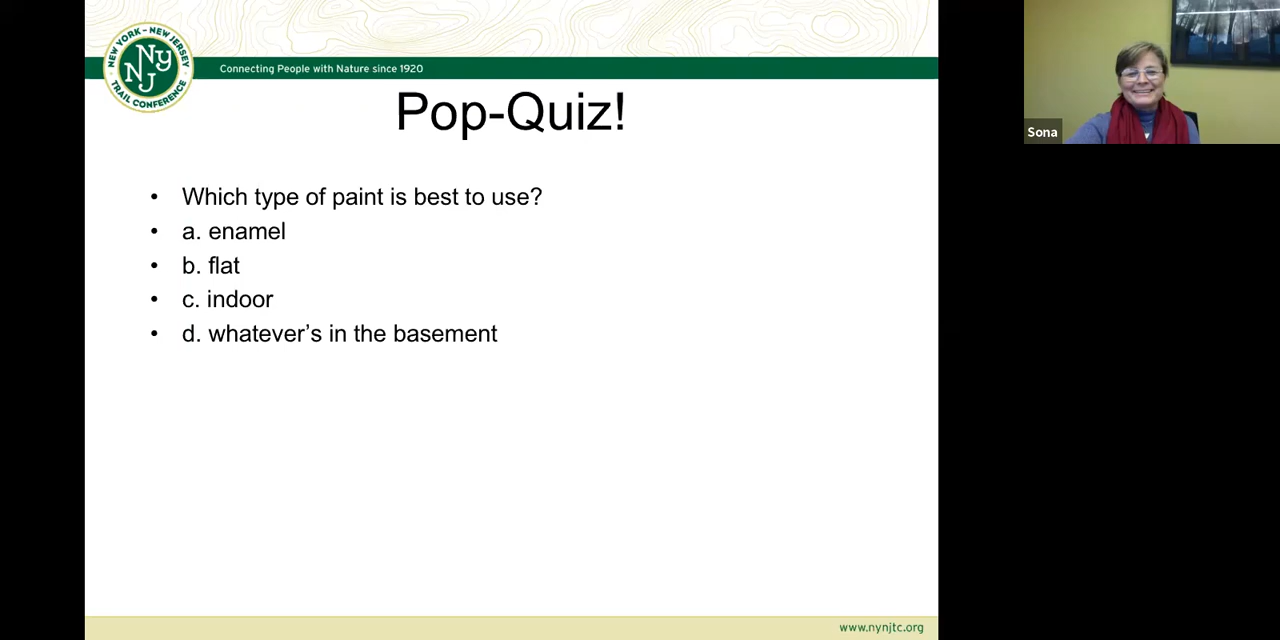 NEW YORK - NEW JERSEY
NY
NJ
TRAIL CONFERENCE
Connecting People with Nature since 1920
Pop-Quiz!
• Which type of paint is best to use?
• a. enamel
• b. flat
• c. indoor
• d. whatever’s in the basement
www.nynjtc.org
Sona